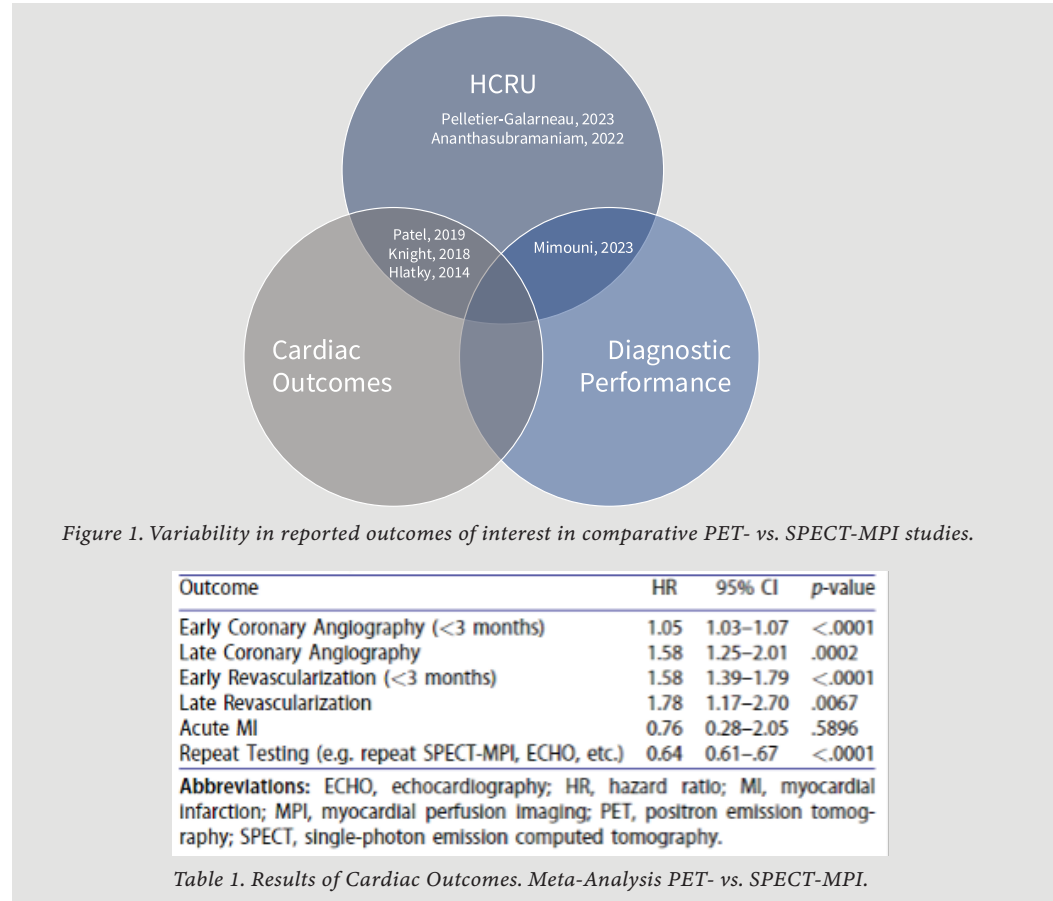 HCRU
Pelletier-Galarneau, 2023
Ananthasubramaniam, 2022
Patel, 2019
Knight, 2018
Hlatky, 2014
Mimouni, 2023
Cardiac
Outcomes
Diagnostic
Performance
Figure 1. Variability in reported outcomes of interest in comparative PET- vs. SPECT-MPI studies.
Outcome HR 95% CI p-value
Early Coronary Angiography (<3 months) 1.05 1.03–1.07 <.0001
Late Coronary Angiography 1.58 1.25–2.01 .0002
Early Revascularization (<3 months) 1.58 1.39–1.79 <.0001
Late Revascularization 1.78 1.17–2.70 .0067
Acute MI 0.76 0.28–2.05 .5896
Repeat Testing (e.g. repeat SPECT-MPI, ECHO, etc.) 0.64 0.61–.67 <.0001
Abbreviations: ECHO, echocardiography; HR, hazard ratio; MI, myocardial
infarction; MPI, myocardial perfusion imaging; PET, positron emission tomog-
raphy; SPECT, single-photon emission computed tomography.
Table 1. Results of Cardiac Outcomes. Meta-Analysis PET- vs. SPECT-MPI.